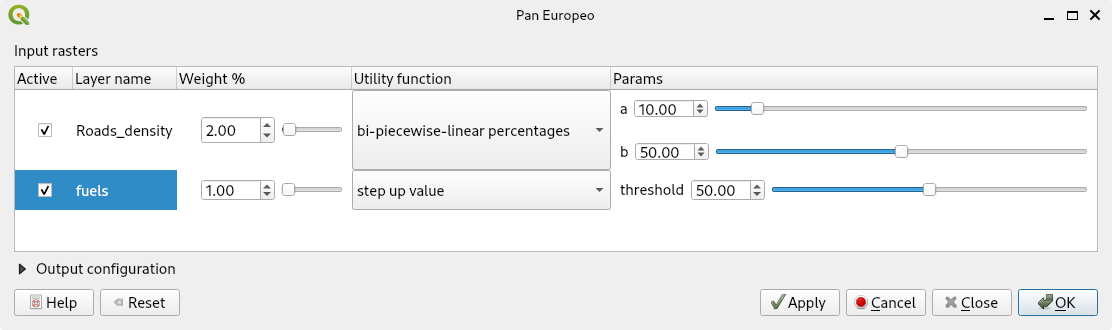 Pan Europeo
Input rasters
Active Layer name Weight % Utility function Params
Roads_density 2.00 bi-piecewise-linear percentages a 10.00
b 50.00
fuels 1.00 step up value threshold 50.00
Output configuration
Help Reset Apply Cancel Close OK